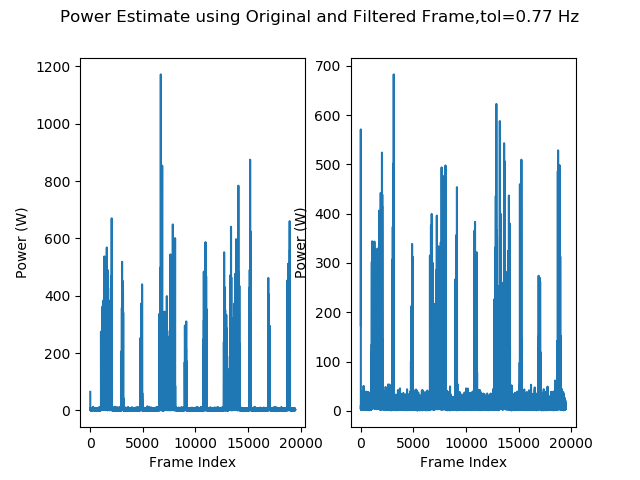 Power Estimate using Original and Filtered Frame,tol=0.77 Hz
1200
1000
800
600
400
200
0
Power (W)
0 5000 10000 15000 20000
Frame Index
700
600
500
400
300
200
100
0
Power (W)
0 5000 10000 15000 20000
Frame Index